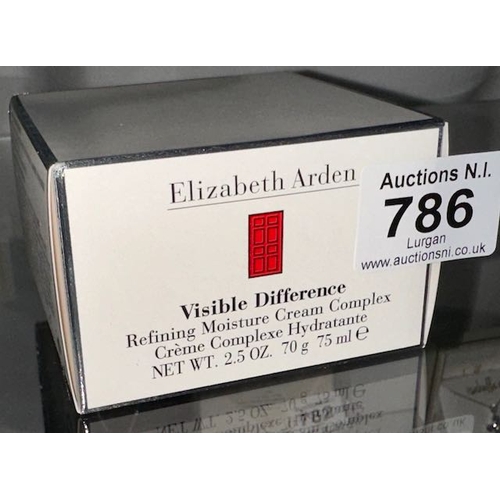 Elizabeth Arden
Visible Difference
Refining Moisture Cream Complex
Crème Complexe Hydratante
NET WT. 2.5 OZ. 70 g 75 ml ℮
Auctions N.I.
786
Lurgan
www.auctionsni.co.uk